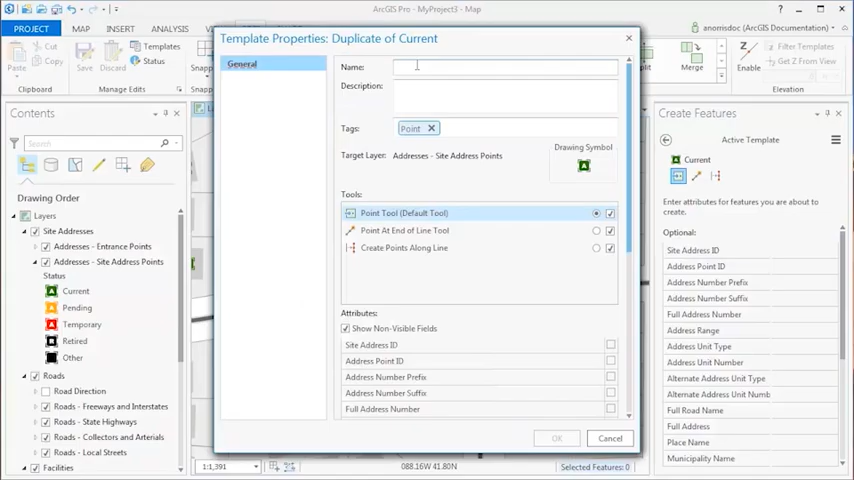 ArcGIS Pro - MyProject3 - Map
PROJECT
MAP
INSERT
ANALYSIS
anorrisdoc (ArcGIS Documentation)
Paste
Cut
Copy
Clipboard
Save
Discard
Templates
Status
Manage Edits
Snapp
Merge
Enable
Filter Templates
Get Z From View
Elevation
Contents
Search
Drawing Order
Layers
Site Addresses
Addresses - Entrance Points
Addresses - Site Address Points
Status
Current
Pending
Temporary
Retired
Other
Roads
Road Direction
Roads - Freeways and Interstates
Roads - State Highways
Roads - Collectors and Arterials
Roads - Local Streets
Facilities
Template Properties: Duplicate of Current
General
Name:
Description:
Tags:
Point
Target Layer:
Addresses - Site Address Points
Drawing Symbol
Tools:
Point Tool (Default Tool)
Point At End of Line Tool
Create Points Along Line
Attributes:
Show Non-Visible Fields
Site Address ID
Address Point ID
Address Number Prefix
Address Number Suffix
Full Address Number
OK
Cancel
1:1,391
088.16W 41.80N
Selected Features: 0
Create Features
Active Template
Current
Enter attributes for features you are about to
create.
Optional:
Site Address ID
Address Point ID
Address Number Prefix
Address Number Suffix
Full Address Number
Address Range
Address Unit Type
Address Unit Number
Alternate Address Unit Type
Alternate Address Unit Numb
Full Road Name
Full Address
Place Name
Municipality Name